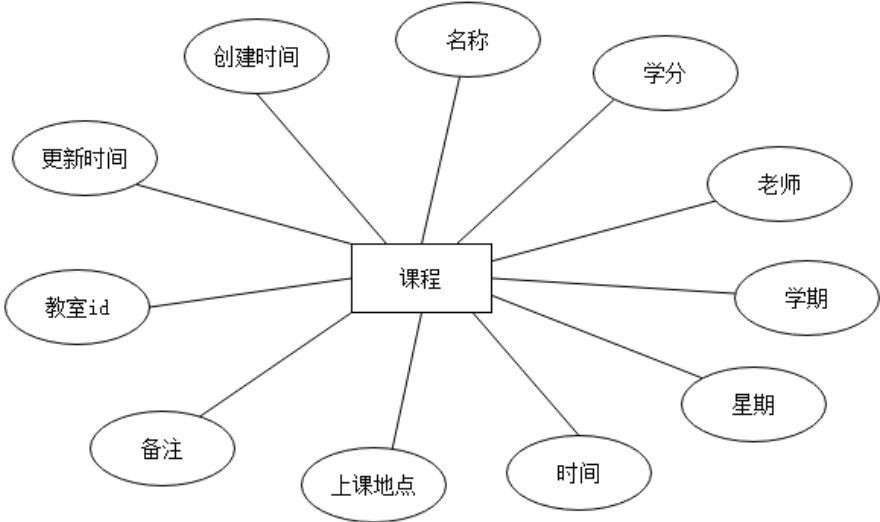 名称
创建时间
学分
更新时间
老师
课程
学期
教室id
星期
备注
时间
上课地点